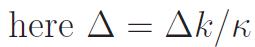 here Δ = Δk/κ